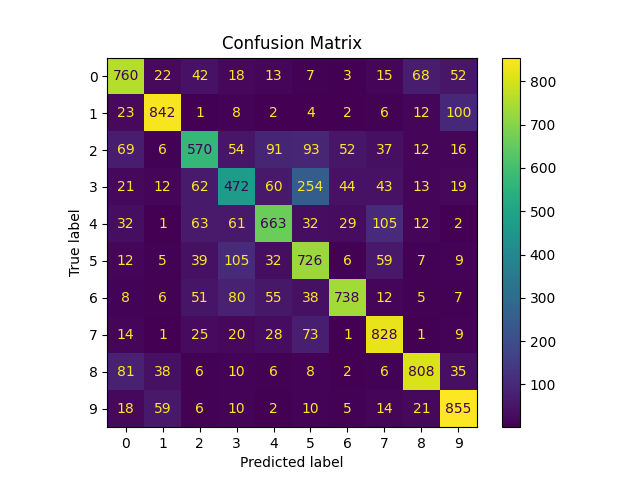 Confusion Matrix
0 760 22 42 18 13 7 3 15 68 52
1 23 842 1 8 2 4 2 6 12 100
2 69 6 570 54 91 93 52 37 12 16
3 21 12 62 472 60 254 44 43 13 19
4 32 1 63 61 663 32 29 105 12 2
5 12 5 39 105 32 726 6 59 7 9
6 8 6 51 80 55 38 738 12 5 7
7 14 1 25 20 28 73 1 828 1 9
8 81 38 6 10 6 8 2 6 808 35
9 18 59 6 10 2 10 5 14 21 855
0 1 2 3 4 5 6 7 8 9
Predicted label
True label
800
700
600
500
400
300
200
100